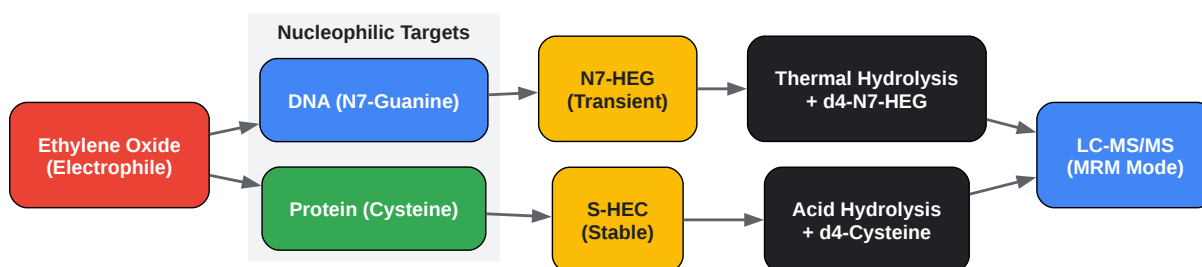 Nucleophilic Targets
Ethylene Oxide
(Electrophile)
DNA (N7-Guanine)
N7-HEG
(Transient)
Thermal Hydrolysis
+ d4-N7-HEG
Protein (Cysteine)
S-HEC
(Stable)
Acid Hydrolysis
+ d4-Cysteine
LC-MS/MS
(MRM Mode)